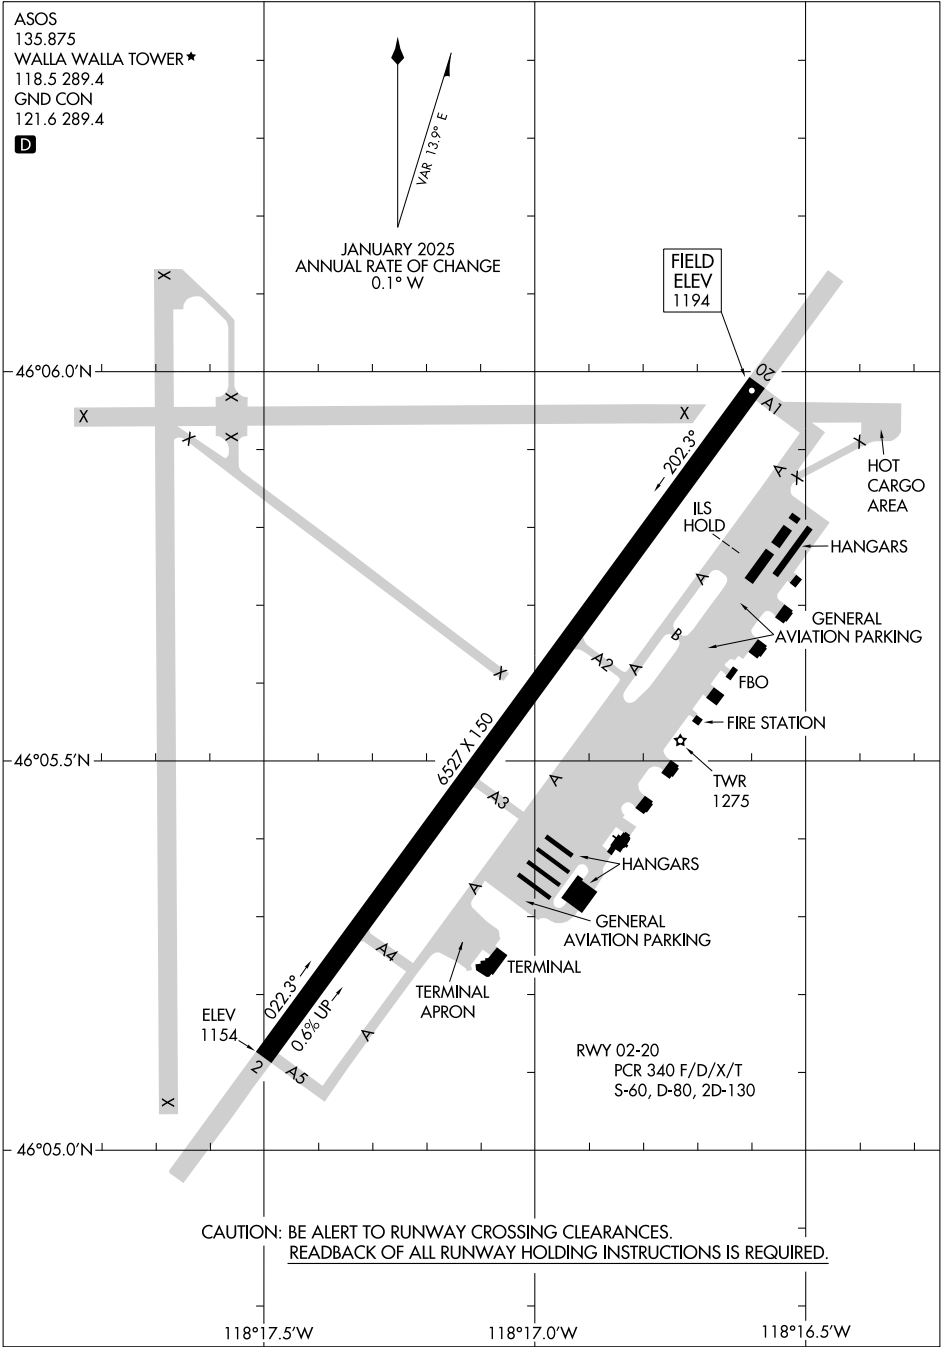 ASOS
135.875
WALLA WALLA TOWER★
118.5 289.4
GND CON
121.6 289.4
D
VAR 13.9° E
JANUARY 2025
ANNUAL RATE OF CHANGE
0.1° W
FIELD
ELEV
1194
X
46°06.0'N
20
X
X
X
A1
X
X
X
202.3°
A
X
X
HOT
CARGO
AREA
ILS
HOLD
HANGARS
A
GENERAL
AVIATION PARKING
B
A2
A
X
FBO
6527 X 150
FIRE STATION
46°05.5'N
TWR
1275
A
A3
HANGARS
A
GENERAL
AVIATION PARKING
A4
TERMINAL
022.3°
TERMINAL
APRON
ELEV
1154
0.6% UP
A
2
A5
RWY 02-20
PCR 340 F/D/X/T
S-60, D-80, 2D-130
X
46°05.0'N
CAUTION: BE ALERT TO RUNWAY CROSSING CLEARANCES.
READBACK OF ALL RUNWAY HOLDING INSTRUCTIONS IS REQUIRED.
118°17.5'W
118°17.0'W
118°16.5'W